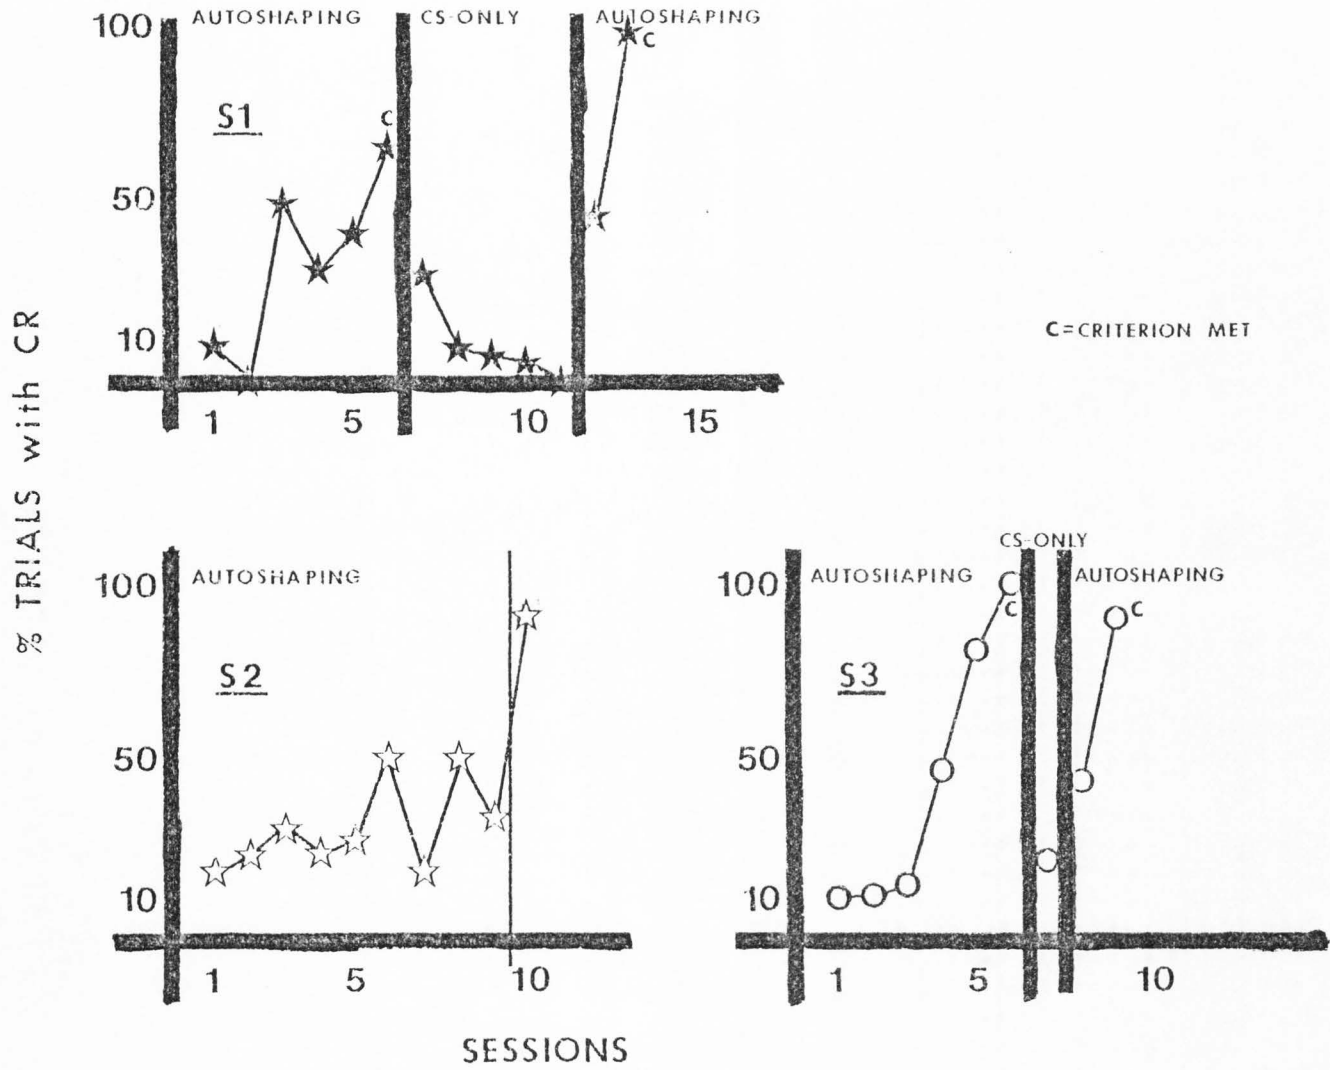 AUTOSHAPING CS-ONLY AUTOSHAPING
100
C
S1
C
50
10
1 5 10 15
C=CRITERION MET
% TRIALS with CR
AUTOSHAPING
100
S2
50
10
1 5 10
CS-ONLY
AUTOSHAPING AUTOSHAPING
100
C C
S3
50
10
1 5 10
SESSIONS